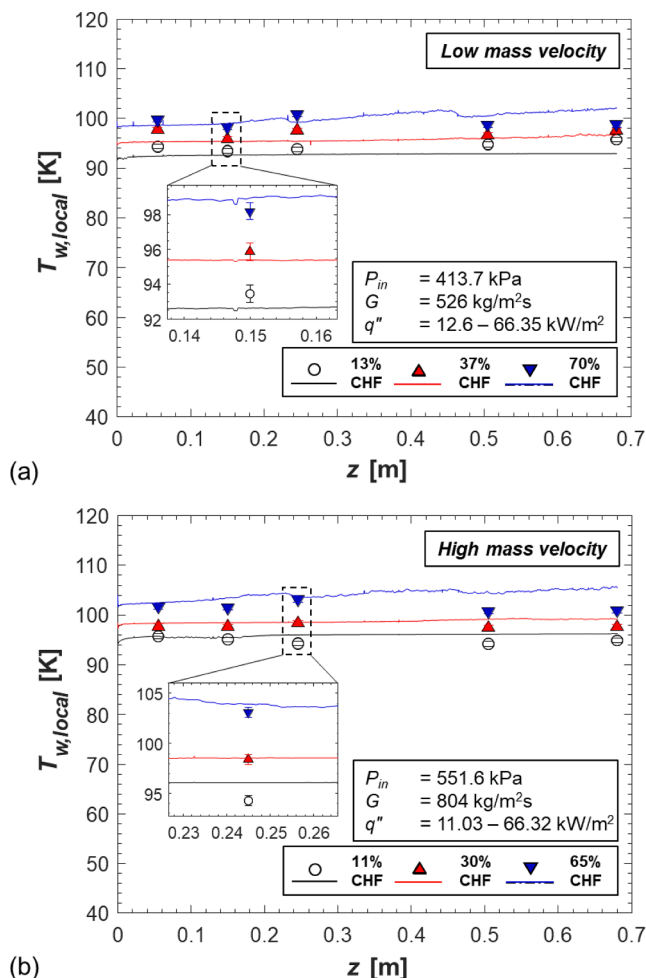 120
Low mass velocity
110
100
90
80
70
60
50
40
T_w,local [K]
98
96
94
92
0.14 0.15 0.16
P_in = 413.7 kPa
G = 526 kg/m²s
q" = 12.6 – 66.35 kW/m²
13% CHF 37% CHF 70% CHF
0 0.1 0.2 0.3 0.4 0.5 0.6 0.7
(a) z [m]
120
High mass velocity
110
100
90
80
70
60
50
40
T_w,local [K]
105
100
95
0.23 0.24 0.25 0.26
P_in = 551.6 kPa
G = 804 kg/m²s
q" = 11.03 – 66.32 kW/m²
11% CHF 30% CHF 65% CHF
0 0.1 0.2 0.3 0.4 0.5 0.6 0.7
(b) z [m]